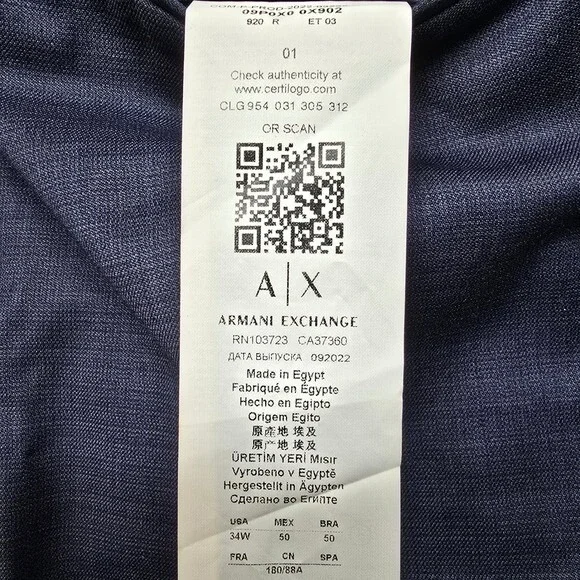 09P0X0 0X902
920 R ET 03
01
Check authenticity at
www.certilogo.com
CLG 954 031 305 312
OR SCAN
A|X
ARMANI EXCHANGE
RN103723 CA37360
ДАТА ВЫПУСКА 092022
Made in Egypt
Fabriqué en Égypte
Hecho en Egipto
Origem Egito
原產地 埃及
原产地 埃及
ÜRETİM YERİ Mısır
Vyrobeno v Egyptě
Hergestellt in Ägypten
Сделано во Египте
USA MEX BRA
34W 50 50
FRA CN SPA
180/88A